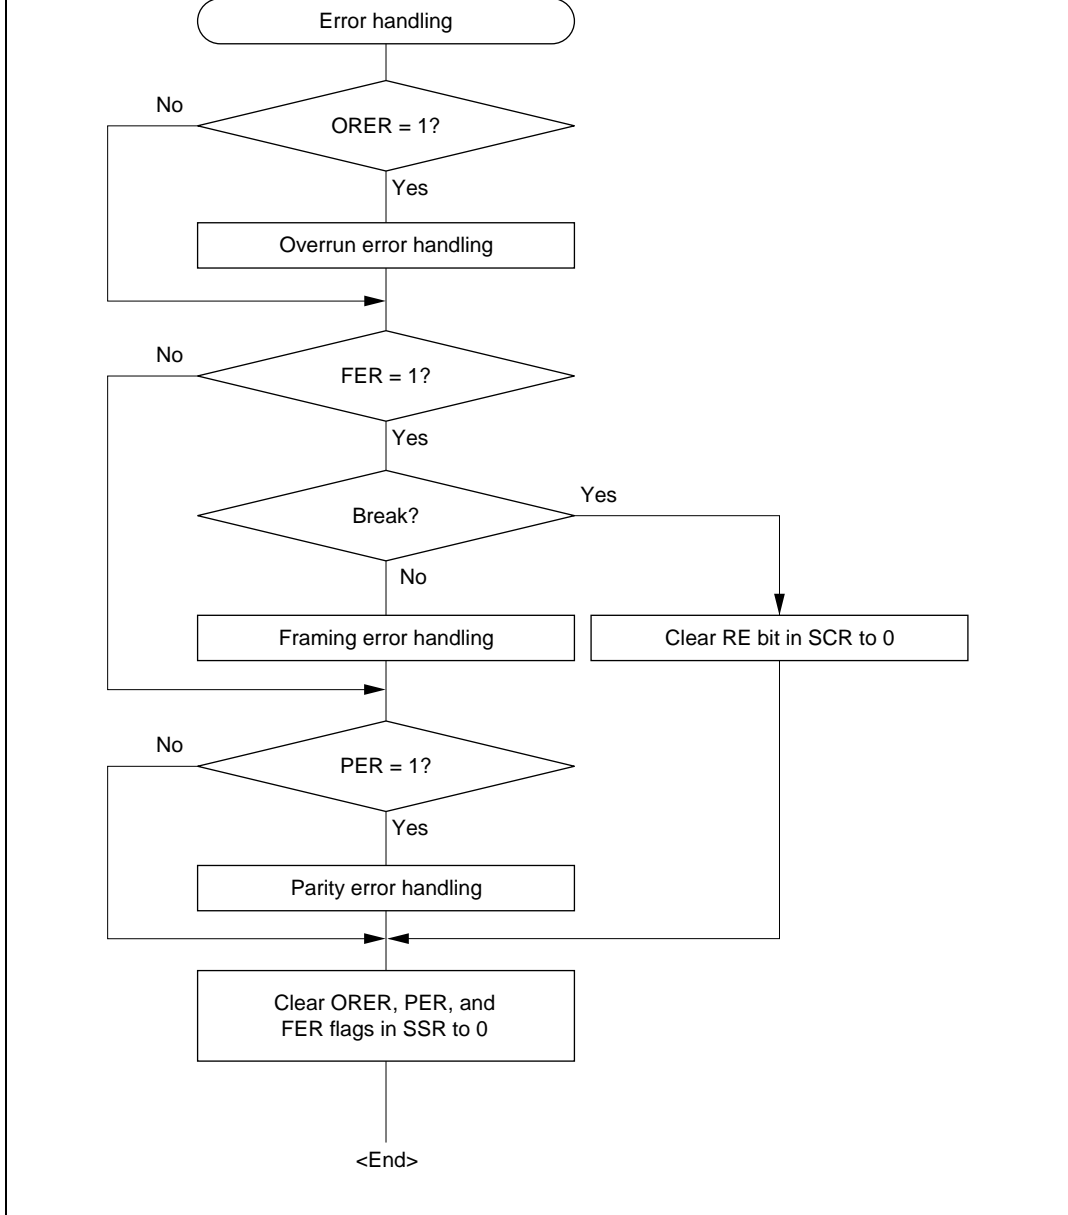 Error handling
No
ORER = 1?
Yes
Overrun error handling
No
FER = 1?
Yes
Break?
Yes
No
Framing error handling
Clear RE bit in SCR to 0
No
PER = 1?
Yes
Parity error handling
Clear ORER, PER, and
FER flags in SSR to 0
<End>